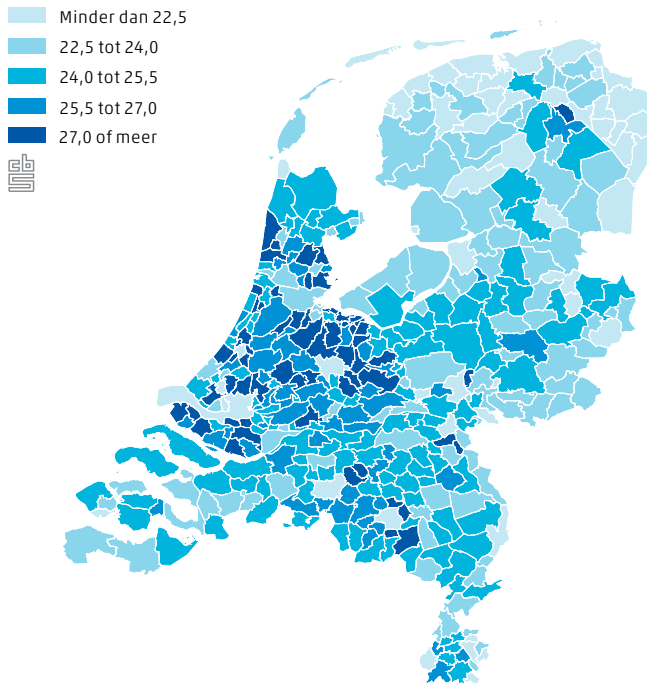 Minder dan 22,5
22,5 tot 24,0
24,0 tot 25,5
25,5 tot 27,0
27,0 of meer
cbs